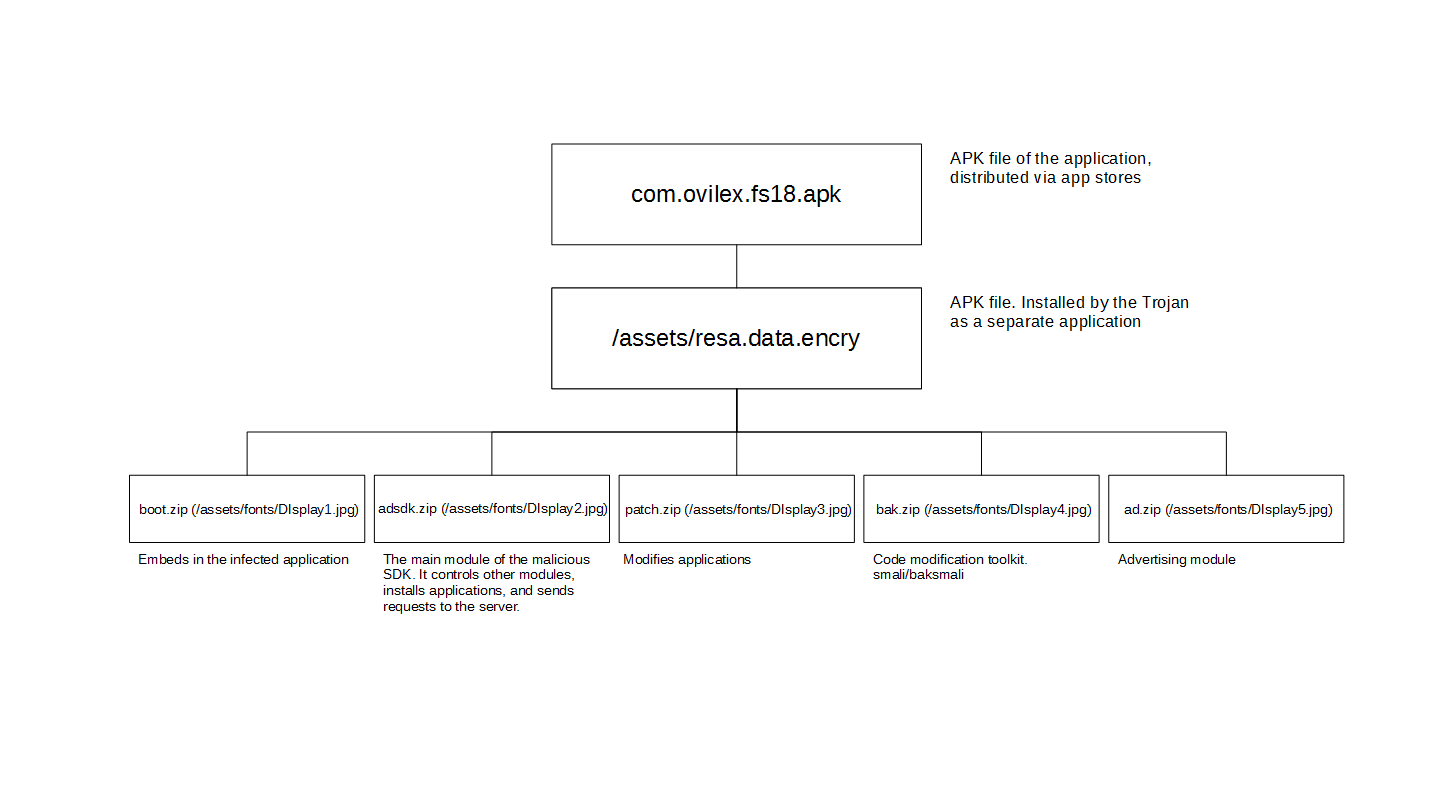 com.ovilex.fs18.apk
APK file of the application,
distributed via app stores
/assets/resa.data.encry
APK file. Installed by the Trojan
as a separate application
boot.zip (/assets/fonts/DIsplay1.jpg)
Embeds in the infected application
adsdk.zip (/assets/fonts/DIsplay2.jpg)
The main module of the malicious
SDK. It controls other modules,
installs applications, and sends
requests to the server.
patch.zip (/assets/fonts/DIsplay3.jpg)
Modifies applications
bak.zip (/assets/fonts/DIsplay4.jpg)
Code modification toolkit.
smali/baksmali
ad.zip (/assets/fonts/DIsplay5.jpg)
Advertising module